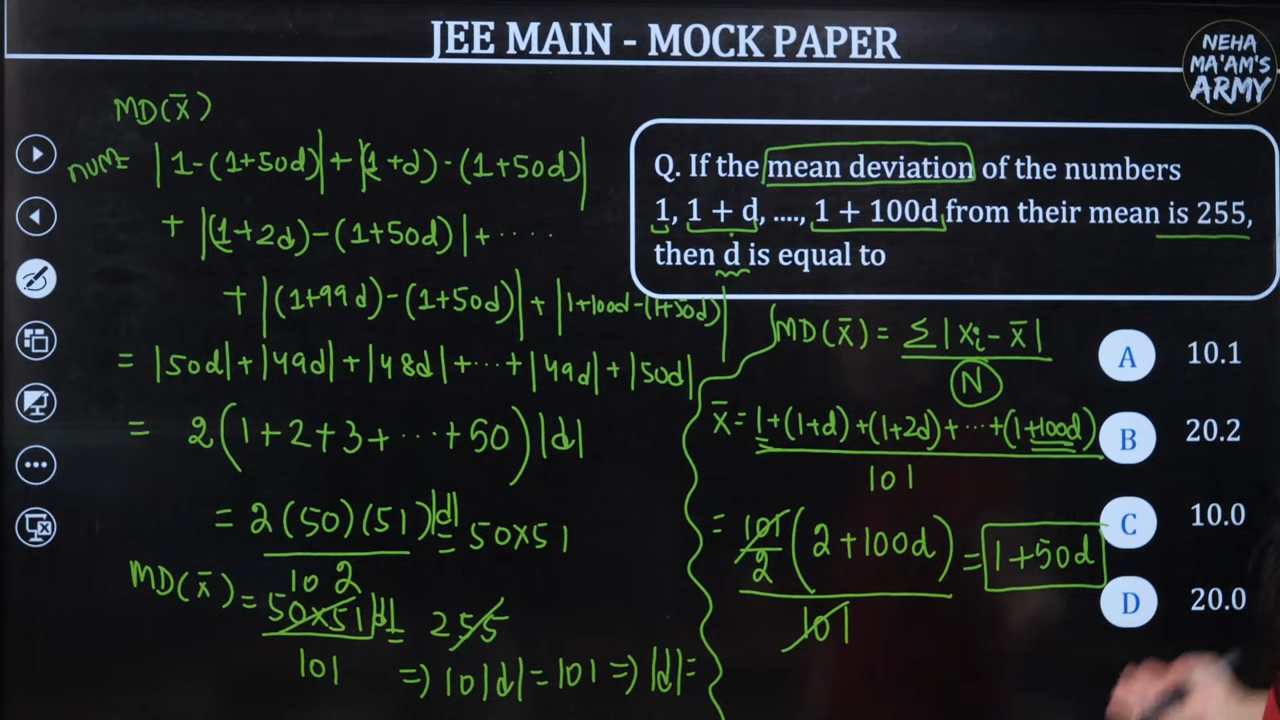 JEE MAIN - MOCK PAPER
NEHA
MA'AM'S
ARMY
Q. If the mean deviation of the numbers
1, 1 + d, ...., 1 + 100d from their mean is 255,
then d is equal to
A 10.1
B 20.2
C 10.0
D 20.0
MD(x̄)
num= |1-(1+50d)|+|(1+d)-(1+50d)|
+ |(1+2d)-(1+50d)|+....
+ |(1+99d)-(1+50d)|+|1+100d-(1+50d)|
= |50d|+|49d|+|48d|+...+|49d|+|50d|
= 2(1+2+3+...+50)|d|
= 2(50)(51)|d| = 50×51
2
MD(x̄) = 50×51|d| = 255
10
101
=> 10|d|=101 => |d|=
MD(x̄) = Σ|xi-x̄|
N
x̄ = 1+(1+d)+(1+2d)+...+(1+100d)
101
= 101/2 (2+100d) = 1+50d
101